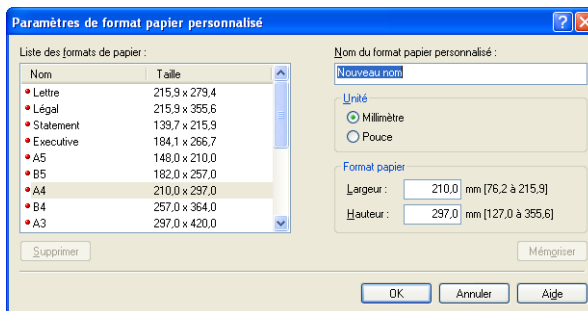 Paramètres de format papier personnalisé
Liste des formats de papier :
Nom Taille
Lettre 215,9 x 279,4
Légal 215,9 x 355,6
Statement 139,7 x 215,9
Executive 184,1 x 266,7
A5 148,0 x 210,0
B5 182,0 x 257,0
A4 210,0 x 297,0
B4 257,0 x 364,0
A3 297,0 x 420,0
Supprimer
Nom du format papier personnalisé :
Nouveau nom
Unité
Millimètre
Pouce
Format papier
Largeur : 210,0 mm [76,2 à 215,9]
Hauteur : 297,0 mm [127,0 à 355,6]
Mémoriser
OK Annuler Aide